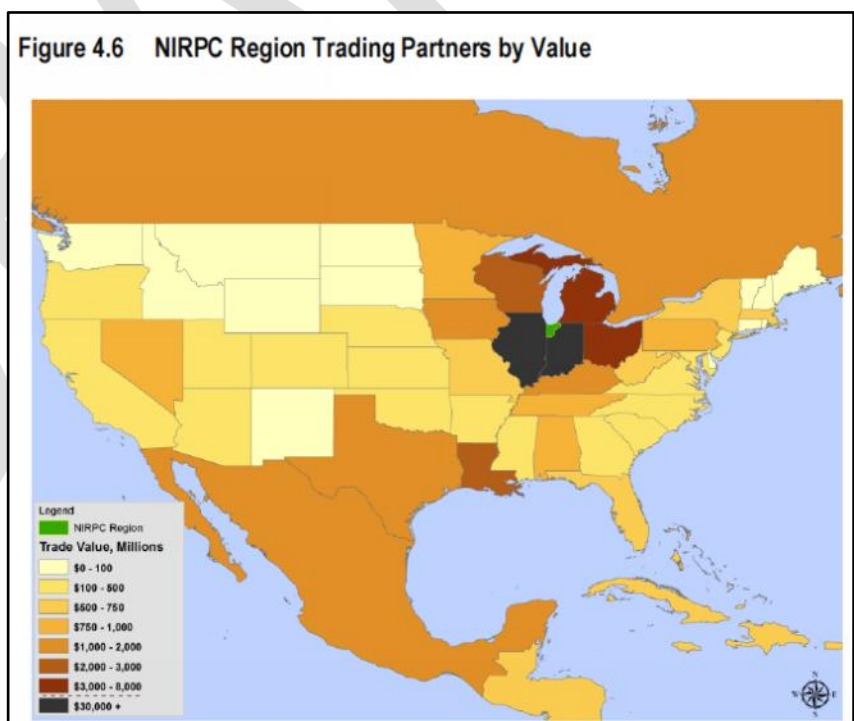 Figure 4.6 NIRPC Region Trading Partners by Value
Legend
NIRPC Region
Trade Value, Millions
$0 - 100
$100 - 500
$500 - 750
$750 - 1,000
$1,000 - 2,000
$2,000 - 3,000
$3,000 - 8,000
$30,000 +
N
W E
S